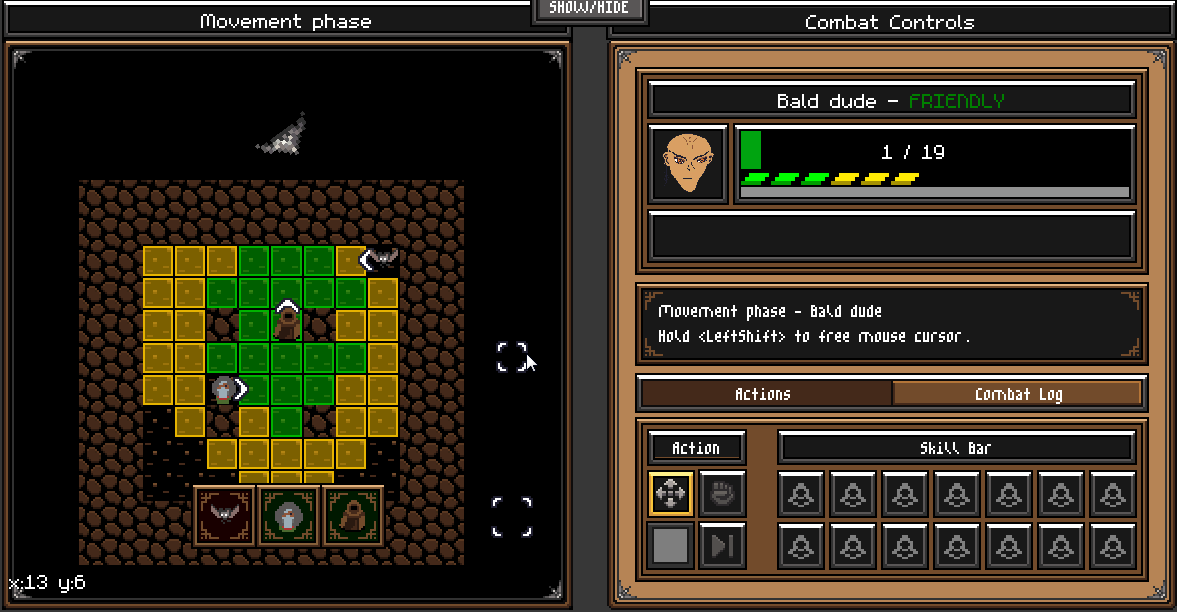 SHOW/HIDE
Movement phase
Combat Controls
Bald dude - FRIENDLY
1 / 19
Movement phase - Bald dude
Hold <LeftShift> to free mouse cursor.
Actions
Combat Log
Action
Skill Bar
x:13 y:6